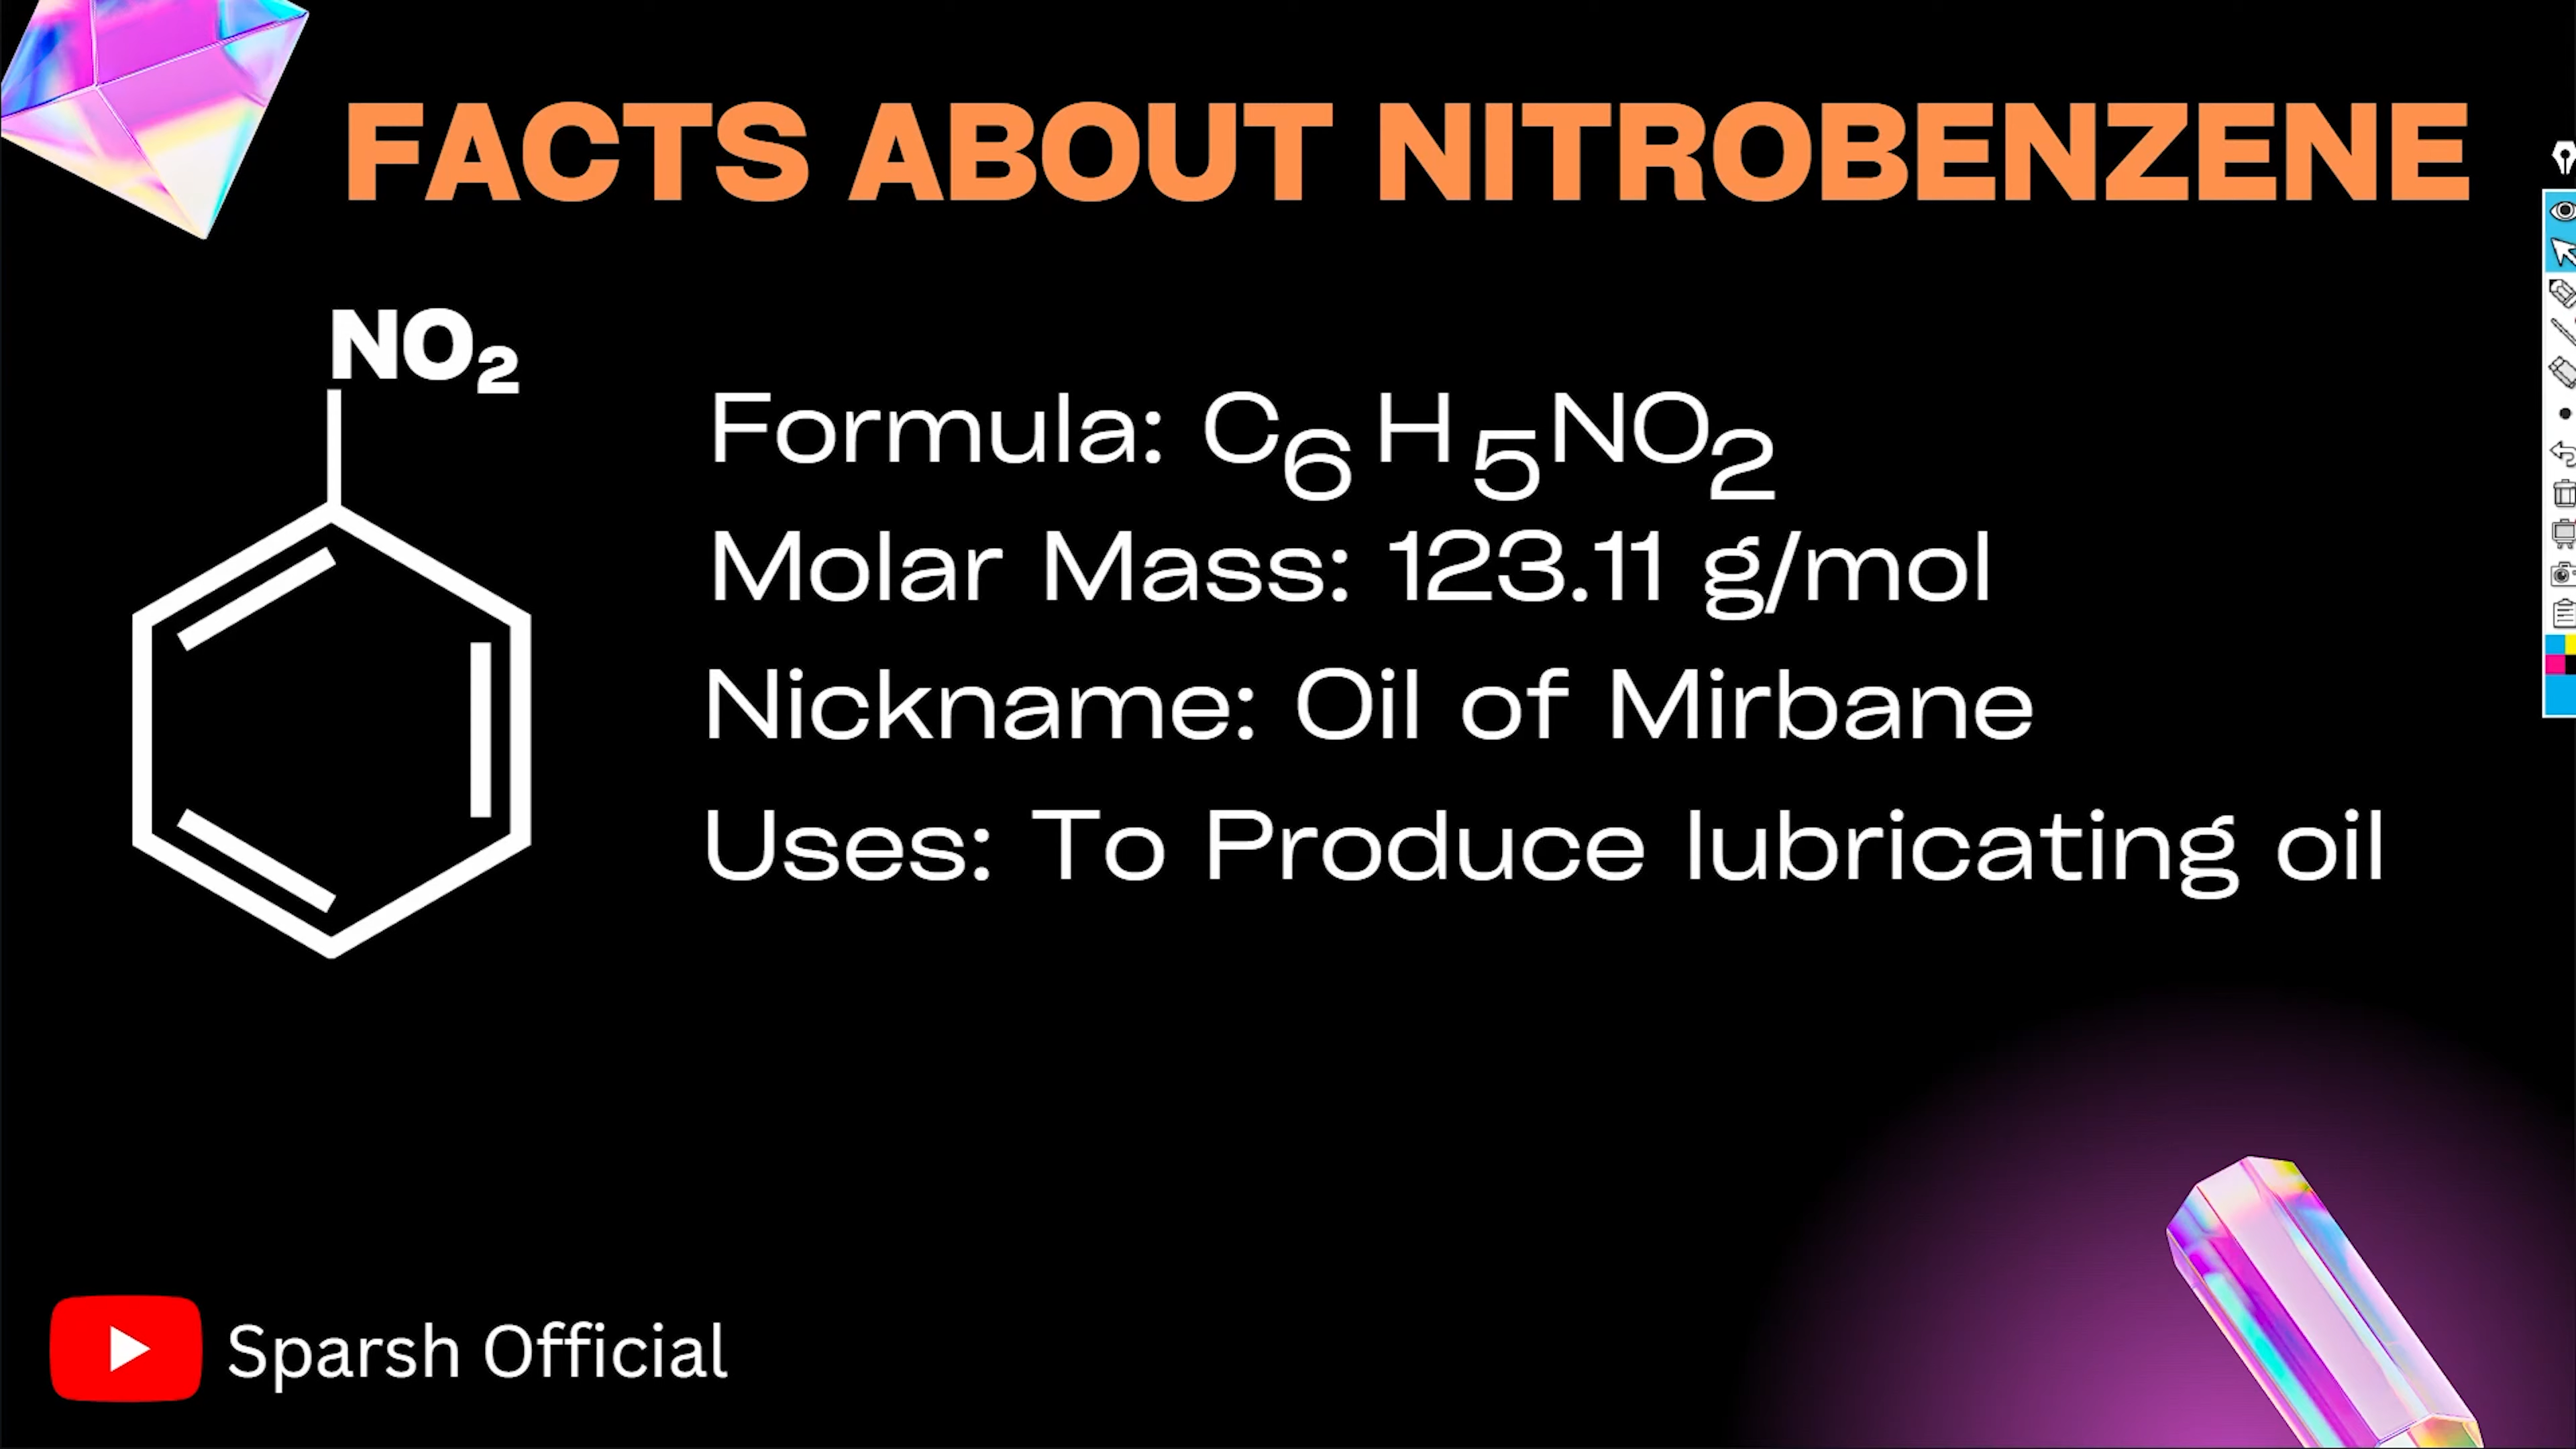 FACTS ABOUT NITROBENZENE
NO₂
Formula: C₆H₅NO₂
Molar Mass: 123.11 g/mol
Nickname: Oil of Mirbane
Uses: To Produce lubricating oil
Sparsh Official